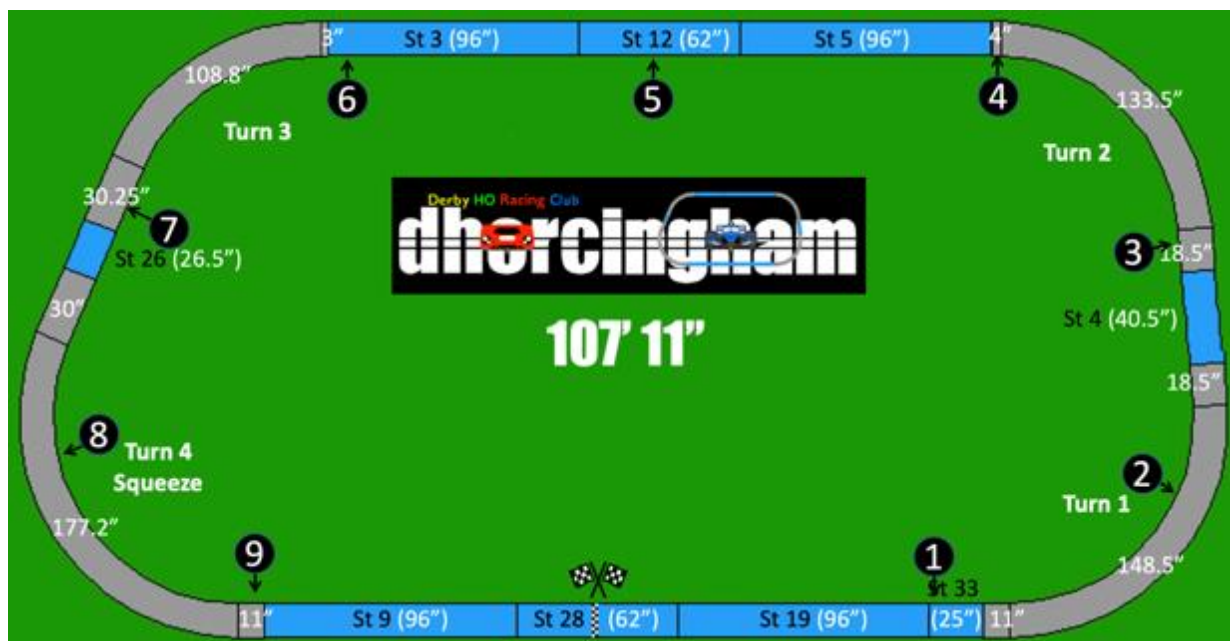 3” St 3 (96”) St 12 (62”) St 5 (96”) 4”
6 5 4
108.8” 133.5”
Turn 3
Turn 2
30.25”
7
St 26 (26.5”)
30”
Derby HO Racing Club
dhorcingham
107’ 11”
3
18.5”
St 4 (40.5”)
18.5”
8
Turn 4
Squeeze
177.2”
2
Turn 1
148.5”
9
1
St 33
11” St 9 (96”) St 28 (62”) St 19 (96”) (25”) 11”